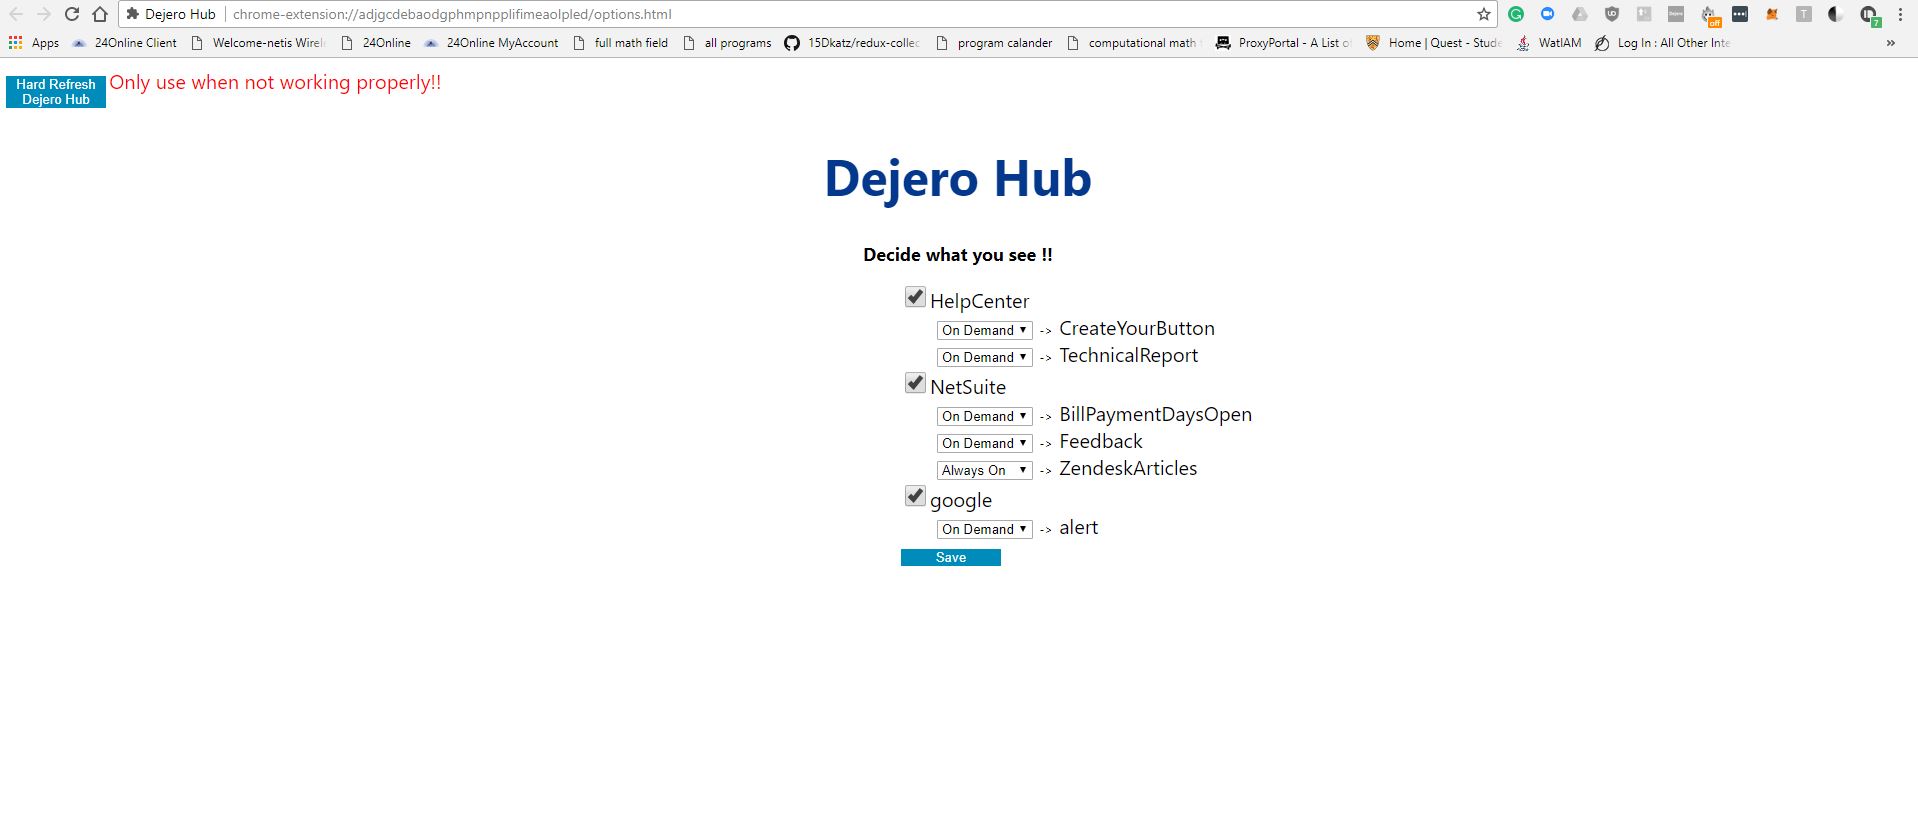 Dejero Hub chrome-extension://adjgcdebaodgphmpnpplifimeaolpled/options.html
Apps 24Online Client Welcome-netis Wirel 24Online 24Online MyAccount full math field all programs 15Dkatz/redux-collec program calander computational math ProxyPortal - A List of Home | Quest - Stude WatIAM Log In : All Other Inte »
Hard Refresh
Dejero Hub
Only use when not working properly!!
Dejero Hub
Decide what you see !!
HelpCenter
On Demand -> CreateYourButton
On Demand -> TechnicalReport
NetSuite
On Demand -> BillPaymentDaysOpen
On Demand -> Feedback
Always On -> ZendeskArticles
google
On Demand -> alert
Save